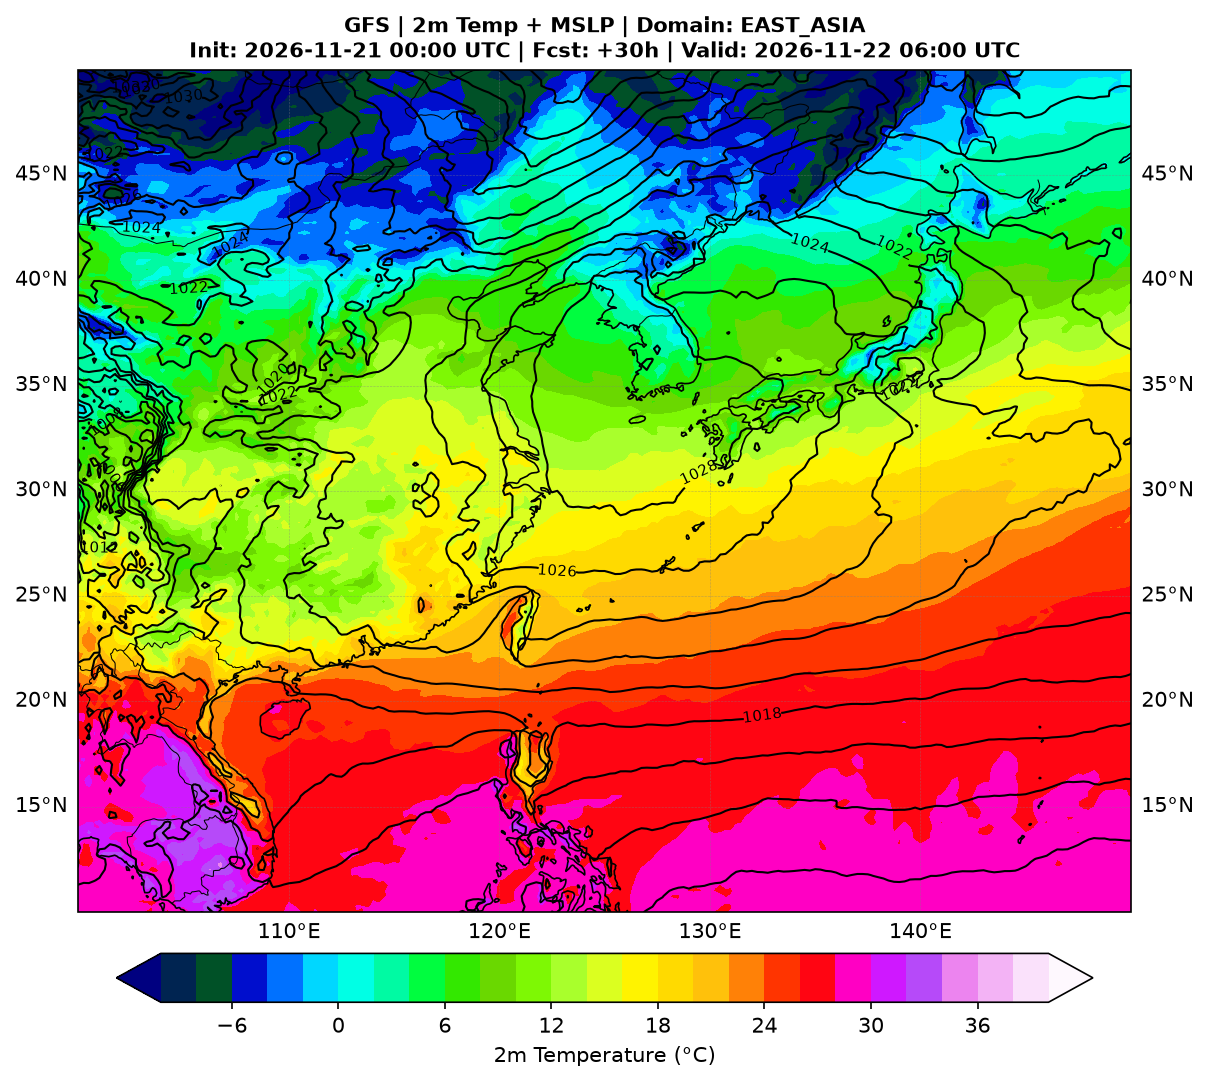 GFS | 2m Temp + MSLP | Domain: EAST_ASIA
Init: 2026-11-21 00:00 UTC | Fcst: +30h | Valid: 2026-11-22 06:00 UTC
1030
1022
1024
1024
1022
1024
1022
45°N
45°N
40°N
40°N
1020
1022
35°N
35°N
1028
30°N
30°N
1012
1026
25°N
25°N
20°N
20°N
1018
15°N
15°N
110°E
120°E
130°E
140°E
−6
0
6
12
18
24
30
36
2m Temperature (°C)